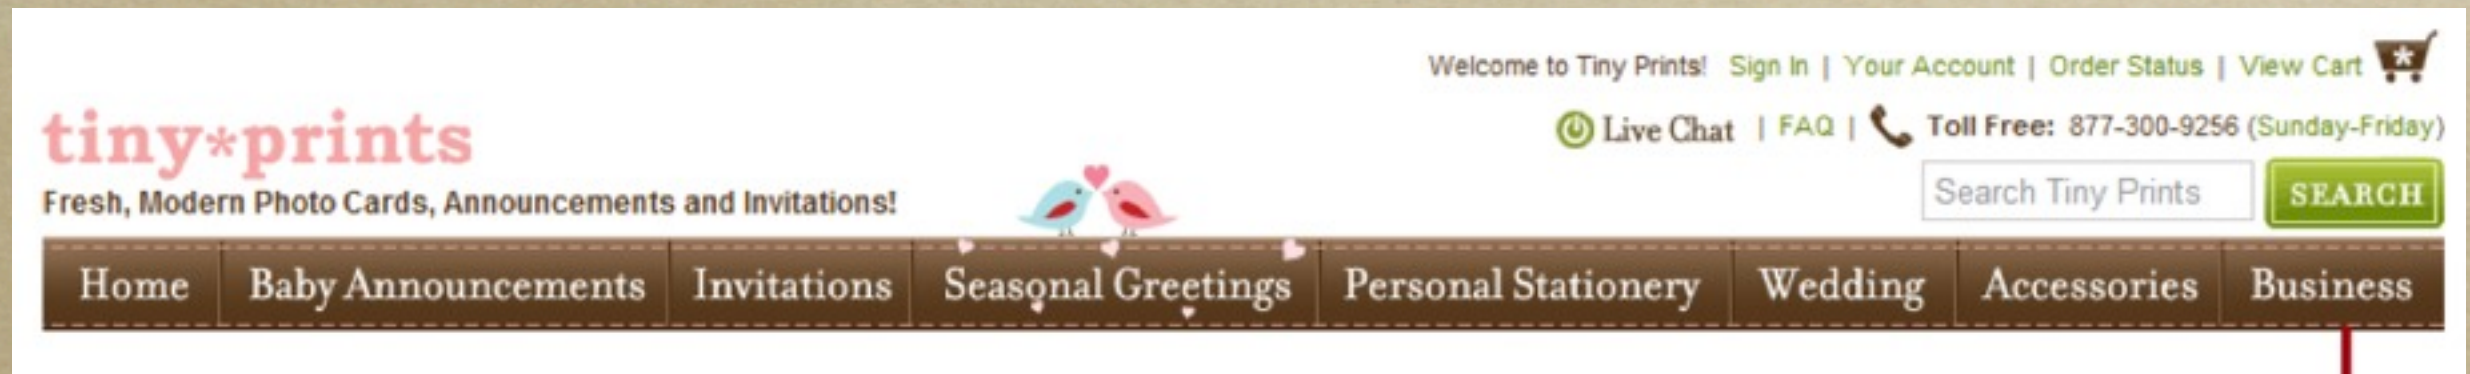 Welcome to Tiny Prints! Sign In | Your Account | Order Status | View Cart
tiny*prints
Live Chat | FAQ | Toll Free: 877-300-9256 (Sunday-Friday)
Fresh, Modern Photo Cards, Announcements and Invitations!
Search Tiny Prints SEARCH
Home Baby Announcements Invitations Seasonal Greetings Personal Stationery Wedding Accessories Business